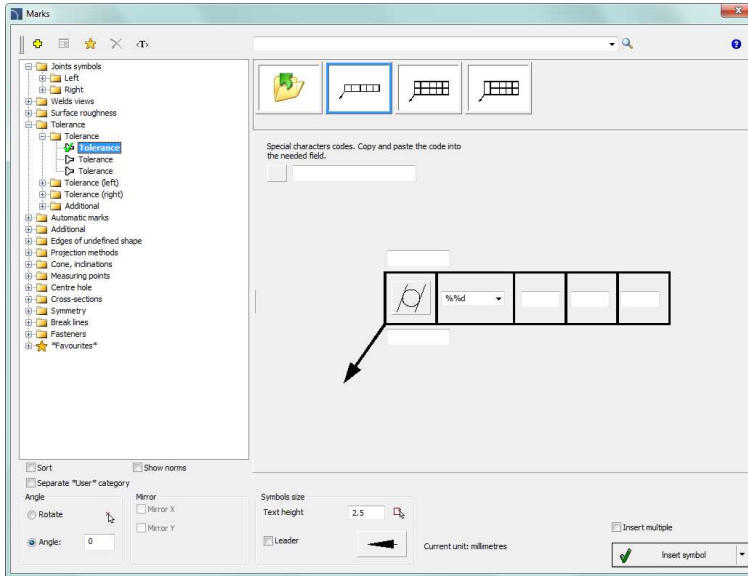 Marks
<T>
Joints symbols
Left
Right
Welds views
Surface roughness
Tolerance
Tolerance
Tolerance
Tolerance
Tolerance
Tolerance (left)
Tolerance (right)
Additional
Automatic marks
Additional
Edges of undefined shape
Projection methods
Cone, inclinations
Measuring points
Centre hole
Cross-sections
Symmetry
Break lines
Fasteners
"Favourites"
Special characters codes. Copy and paste the code into
the needed field.
%%d
Sort
Show norms
Separate "User" category
Angle
Rotate
Angle:
0
Mirror
Mirror X
Mirror Y
Symbols size
Text height
2.5
Leader
Current unit: millimetres
Insert multiple
Insert symbol